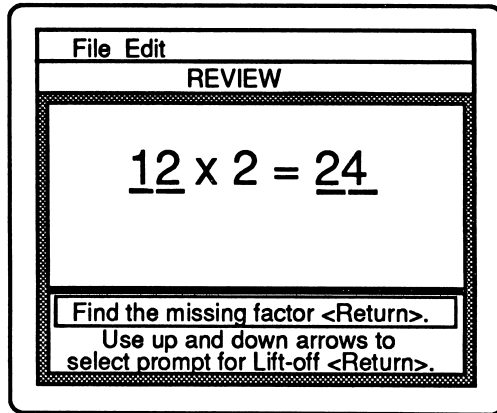 File Edit
REVIEW
12 x 2 = 24
Find the missing factor <Return>.
Use up and down arrows to
select prompt for Lift-off <Return>.